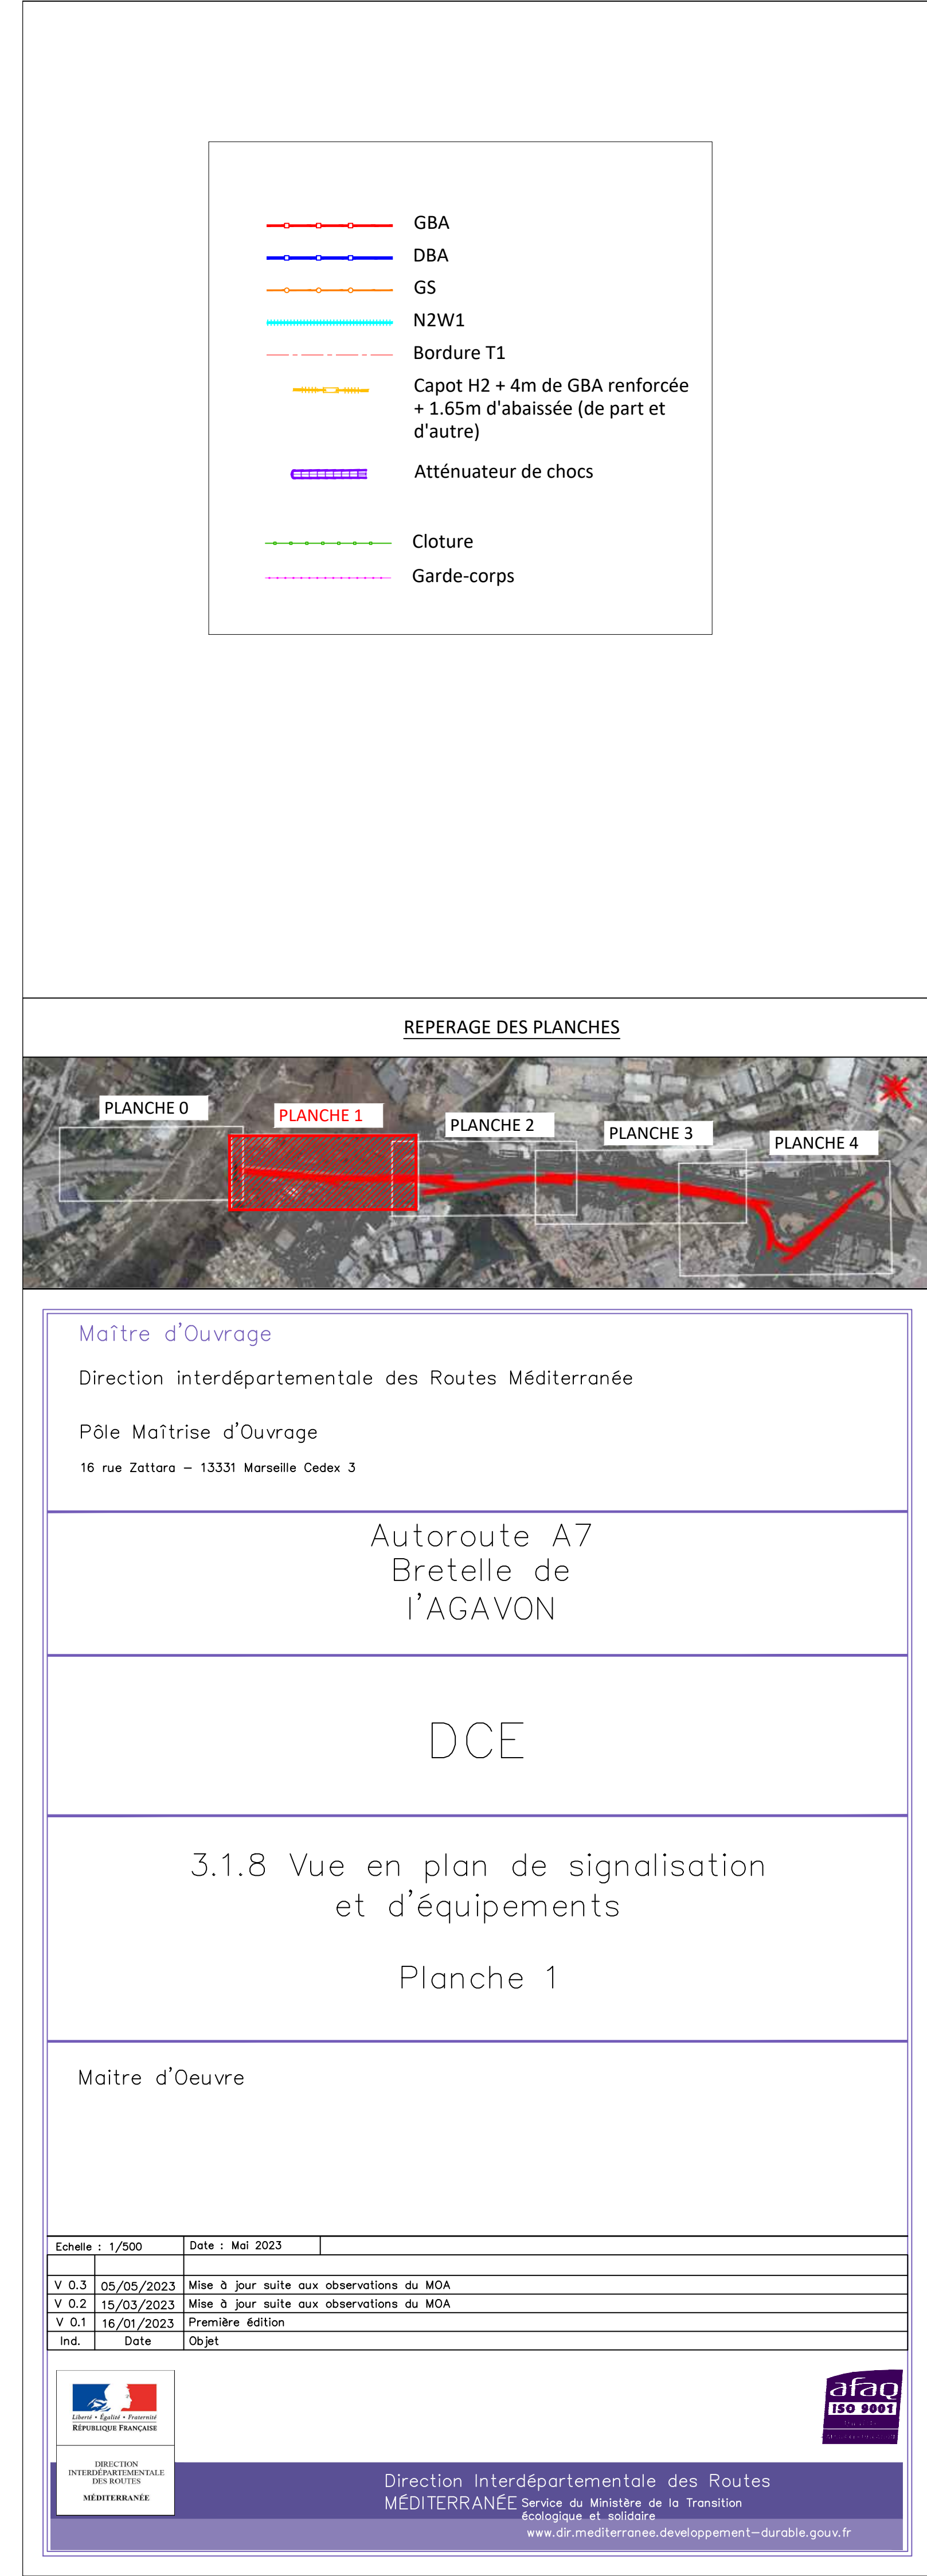 GBA
DBA
GS
N2W1
Bordure T1
Capot H2 + 4m de GBA renforcée
+ 1.65m d'abaissée (de part et
d'autre)
Atténuateur de chocs
Cloture
Garde-corps
REPERAGE DES PLANCHES
PLANCHE 0
PLANCHE 1
PLANCHE 2
PLANCHE 3
PLANCHE 4
Maître d'Ouvrage
Direction interdépartementale des Routes Méditerranée
Pôle Maîtrise d'Ouvrage
16 rue Zattara – 13331 Marseille Cedex 3
Autoroute A7
Bretelle de
l'AGAVON
DCE
3.1.8 Vue en plan de signalisation
et d'équipements
Planche 1
Maitre d'Oeuvre
Echelle : 1/500 Date : Mai 2023
V 0.3 05/05/2023 Mise à jour suite aux observations du MOA
V 0.2 15/03/2023 Mise à jour suite aux observations du MOA
V 0.1 16/01/2023 Première édition
Ind. Date Objet
Liberté • Égalité • Fraternité
RÉPUBLIQUE FRANÇAISE
DIRECTION
INTERDÉPARTEMENTALE
DES ROUTES
MÉDITERRANÉE
afaq
ISO 9001
Direction Interdépartementale des Routes
MÉDITERRANÉE Service du Ministère de la Transition
écologique et solidaire
www.dir.mediterranee.developpement–durable.gouv.fr